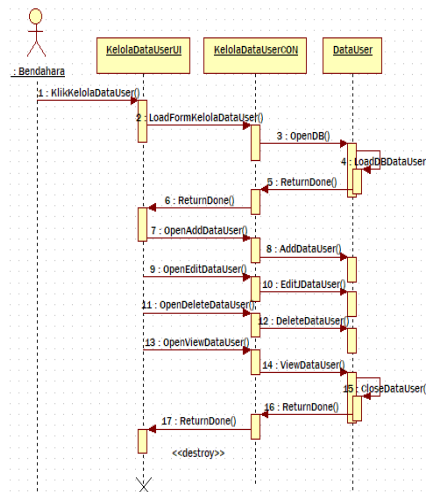 KelolaDataUserUI
KelolaDataUserCON
DataUser
: Bendahara
1 : KlikKelolaDataUser()
2 : LoadFormKelolaDataUser()
3 : OpenDB()
4 : LoadDBDataUser
5 : ReturnDone()
6 : ReturnDone()
7 : OpenAddDataUser()
8 : AddDataUser()
9 : OpenEditDataUser()
10 : EditJDataUser()
11 : OpenDeleteDataUser()
12 : DeleteDataUser()
13 : OpenViewDataUser()
14 : ViewDataUser()
15 : CloseDataUser(
16 : ReturnDone()
17 : ReturnDone()
<<destroy>>